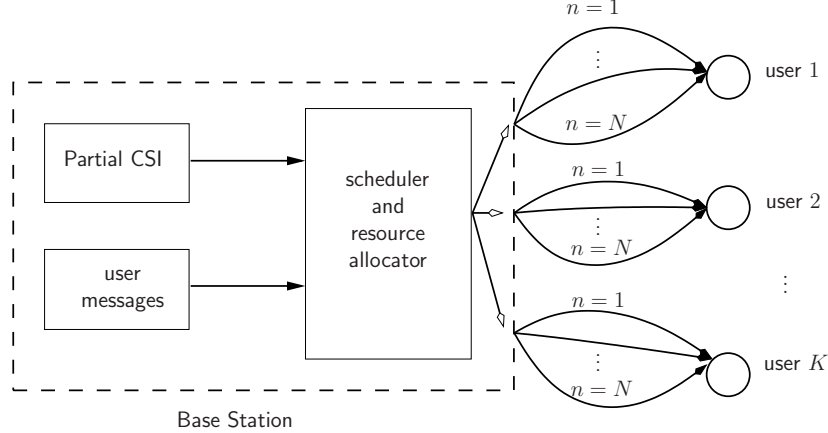 n = 1
⋮
n = N
user 1
Partial CSI
user
messages
scheduler
and
resource
allocator
n = 1
⋮
n = N
user 2
⋮
n = 1
⋮
n = N
user K
Base Station